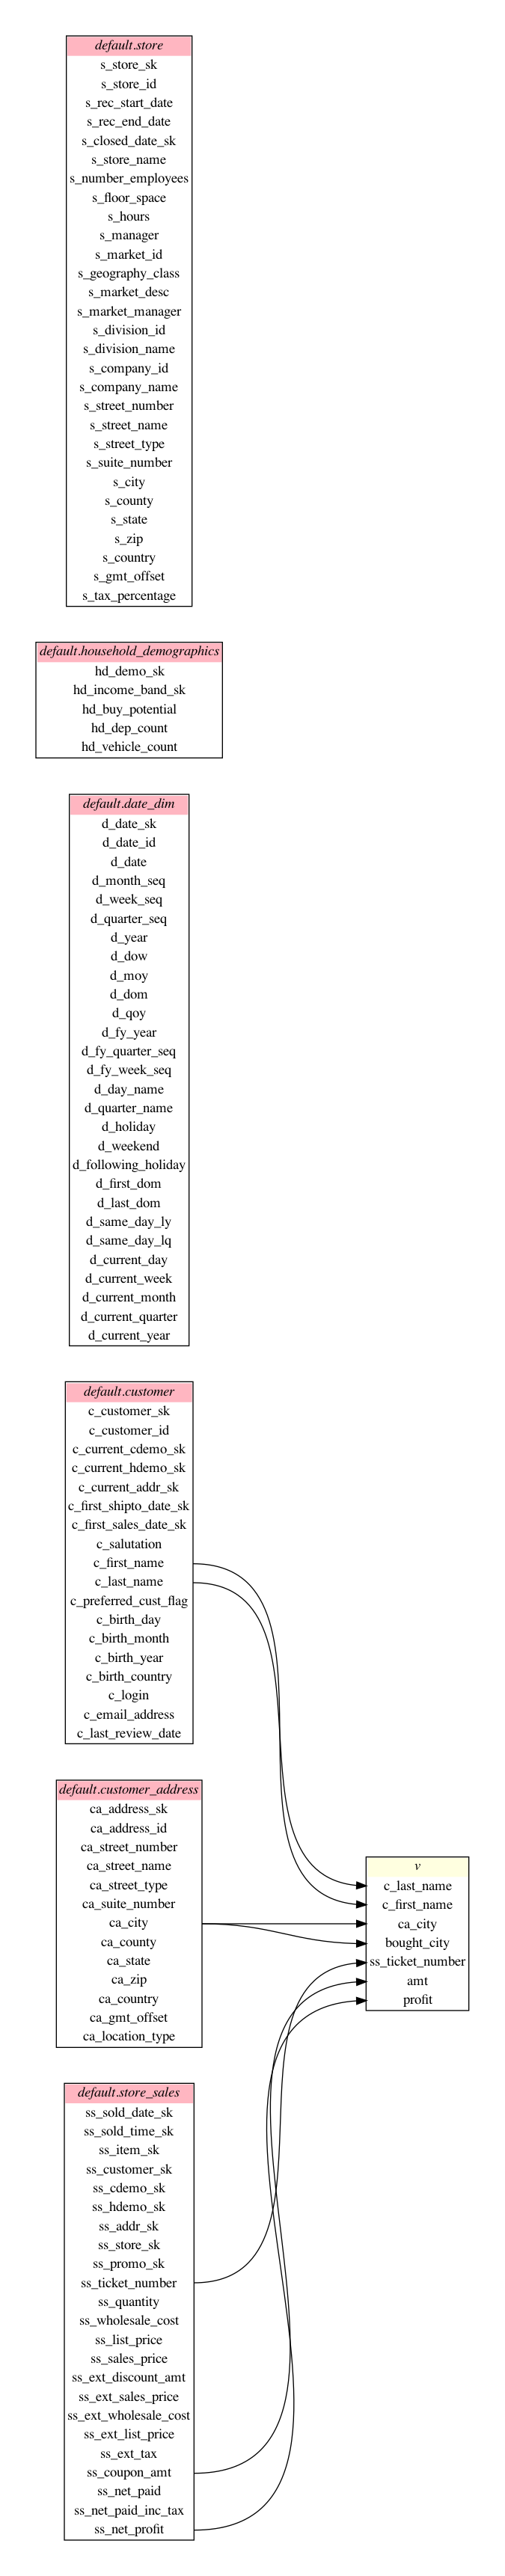 default.store
s_store_sk
s_store_id
s_rec_start_date
s_rec_end_date
s_closed_date_sk
s_store_name
s_number_employees
s_floor_space
s_hours
s_manager
s_market_id
s_geography_class
s_market_desc
s_market_manager
s_division_id
s_division_name
s_company_id
s_company_name
s_street_number
s_street_name
s_street_type
s_suite_number
s_city
s_county
s_state
s_zip
s_country
s_gmt_offset
s_tax_percentage
default.household_demographics
hd_demo_sk
hd_income_band_sk
hd_buy_potential
hd_dep_count
hd_vehicle_count
default.date_dim
d_date_sk
d_date_id
d_date
d_month_seq
d_week_seq
d_quarter_seq
d_year
d_dow
d_moy
d_dom
d_qoy
d_fy_year
d_fy_quarter_seq
d_fy_week_seq
d_day_name
d_quarter_name
d_holiday
d_weekend
d_following_holiday
d_first_dom
d_last_dom
d_same_day_ly
d_same_day_lq
d_current_day
d_current_week
d_current_month
d_current_quarter
d_current_year
default.customer
c_customer_sk
c_customer_id
c_current_cdemo_sk
c_current_hdemo_sk
c_current_addr_sk
c_first_shipto_date_sk
c_first_sales_date_sk
c_salutation
c_first_name
c_last_name
c_preferred_cust_flag
c_birth_day
c_birth_month
c_birth_year
c_birth_country
c_login
c_email_address
c_last_review_date
default.customer_address
ca_address_sk
ca_address_id
ca_street_number
ca_street_name
ca_street_type
ca_suite_number
ca_city
ca_county
ca_state
ca_zip
ca_country
ca_gmt_offset
ca_location_type
v
c_last_name
c_first_name
ca_city
bought_city
ss_ticket_number
amt
profit
default.store_sales
ss_sold_date_sk
ss_sold_time_sk
ss_item_sk
ss_customer_sk
ss_cdemo_sk
ss_hdemo_sk
ss_addr_sk
ss_store_sk
ss_promo_sk
ss_ticket_number
ss_quantity
ss_wholesale_cost
ss_list_price
ss_sales_price
ss_ext_discount_amt
ss_ext_sales_price
ss_ext_wholesale_cost
ss_ext_list_price
ss_ext_tax
ss_coupon_amt
ss_net_paid
ss_net_paid_inc_tax
ss_net_profit